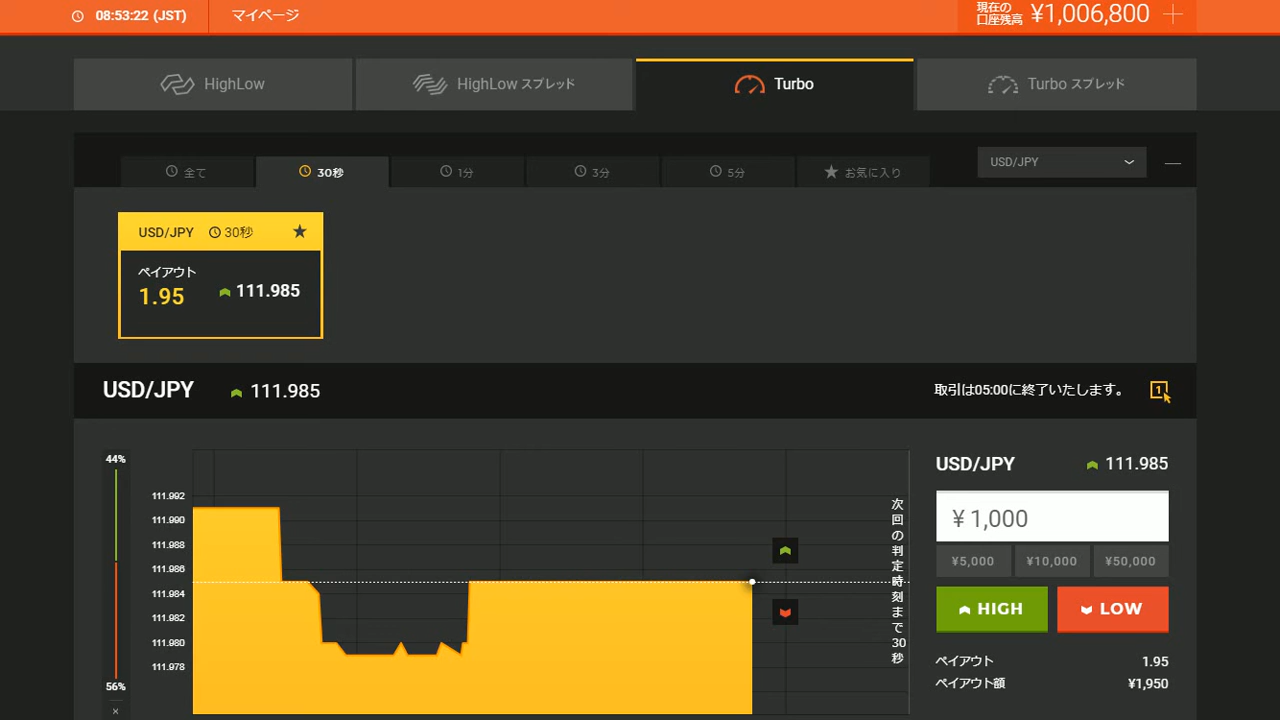 08:53:22 (JST)
マイページ
現在の
口座残高
¥1,006,800
HighLow
HighLow スプレッド
Turbo
Turbo スプレッド
全て
30秒
1分
3分
5分
お気に入り
USD/JPY
USD/JPY 30秒
ペイアウト
1.95
111.985
USD/JPY 111.985
取引は05:00に終了いたします。
1
44%
56%
×
111.992
111.990
111.988
111.986
111.984
111.982
111.980
111.978
次回の判定時刻まで30秒
USD/JPY 111.985
¥ 1,000
¥5,000
¥10,000
¥50,000
HIGH
LOW
ペイアウト 1.95
ペイアウト額 ¥1,950